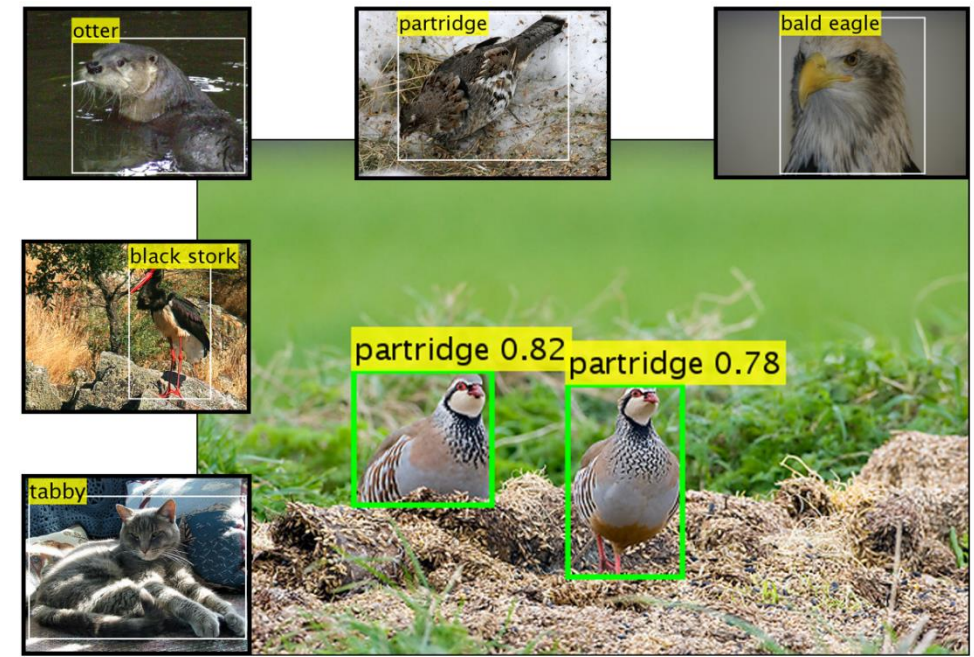 otter
partridge
bald eagle
black stork
partridge 0.82
partridge 0.78
tabby